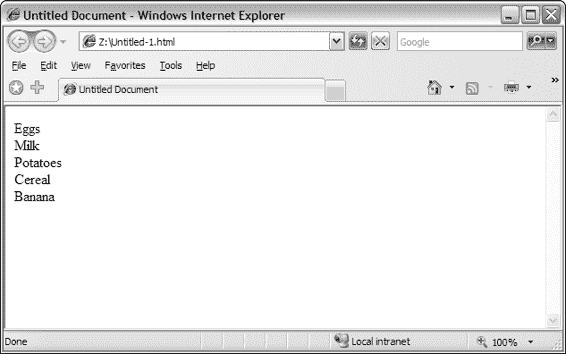 Untitled Document - Windows Internet Explorer
Z:\Untitled-1.html Google
File Edit View Favorites Tools Help
Untitled Document
Eggs
Milk
Potatoes
Cereal
Banana
Done Local intranet 100%